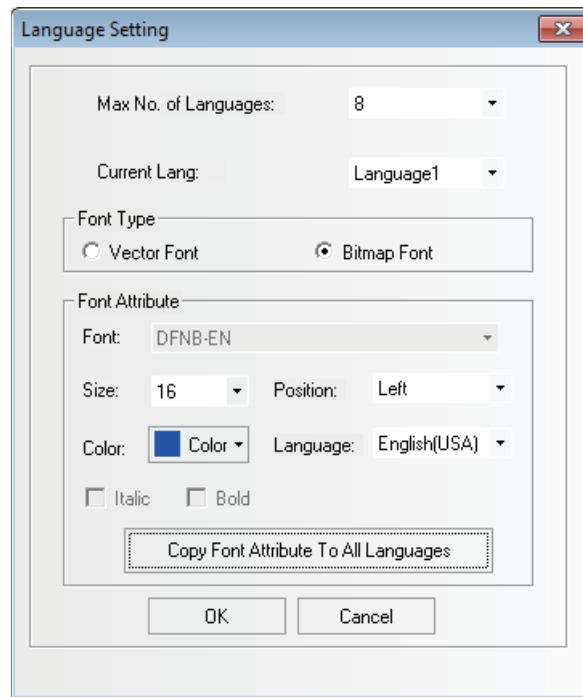 Language Setting
Max No. of Languages: 8
Current Lang: Language1
Font Type
Vector Font Bitmap Font
Font Attribute
Font: DFNB-EN
Size: 16 Position: Left
Color: Color Language: English(USA)
Italic Bold
Copy Font Attribute To All Languages
OK Cancel